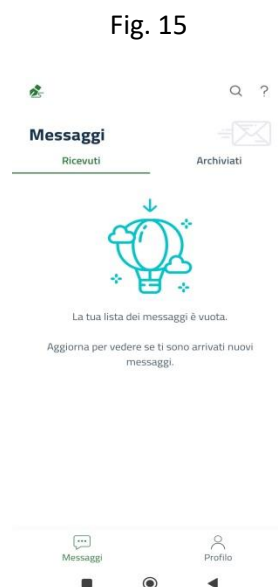 Fig. 15
?
Messaggi
Ricevuti Archiviati
La tua lista dei messaggi è vuota.
Aggiorna per vedere se ti sono arrivati nuovi
messaggi.
Messaggi Profilo